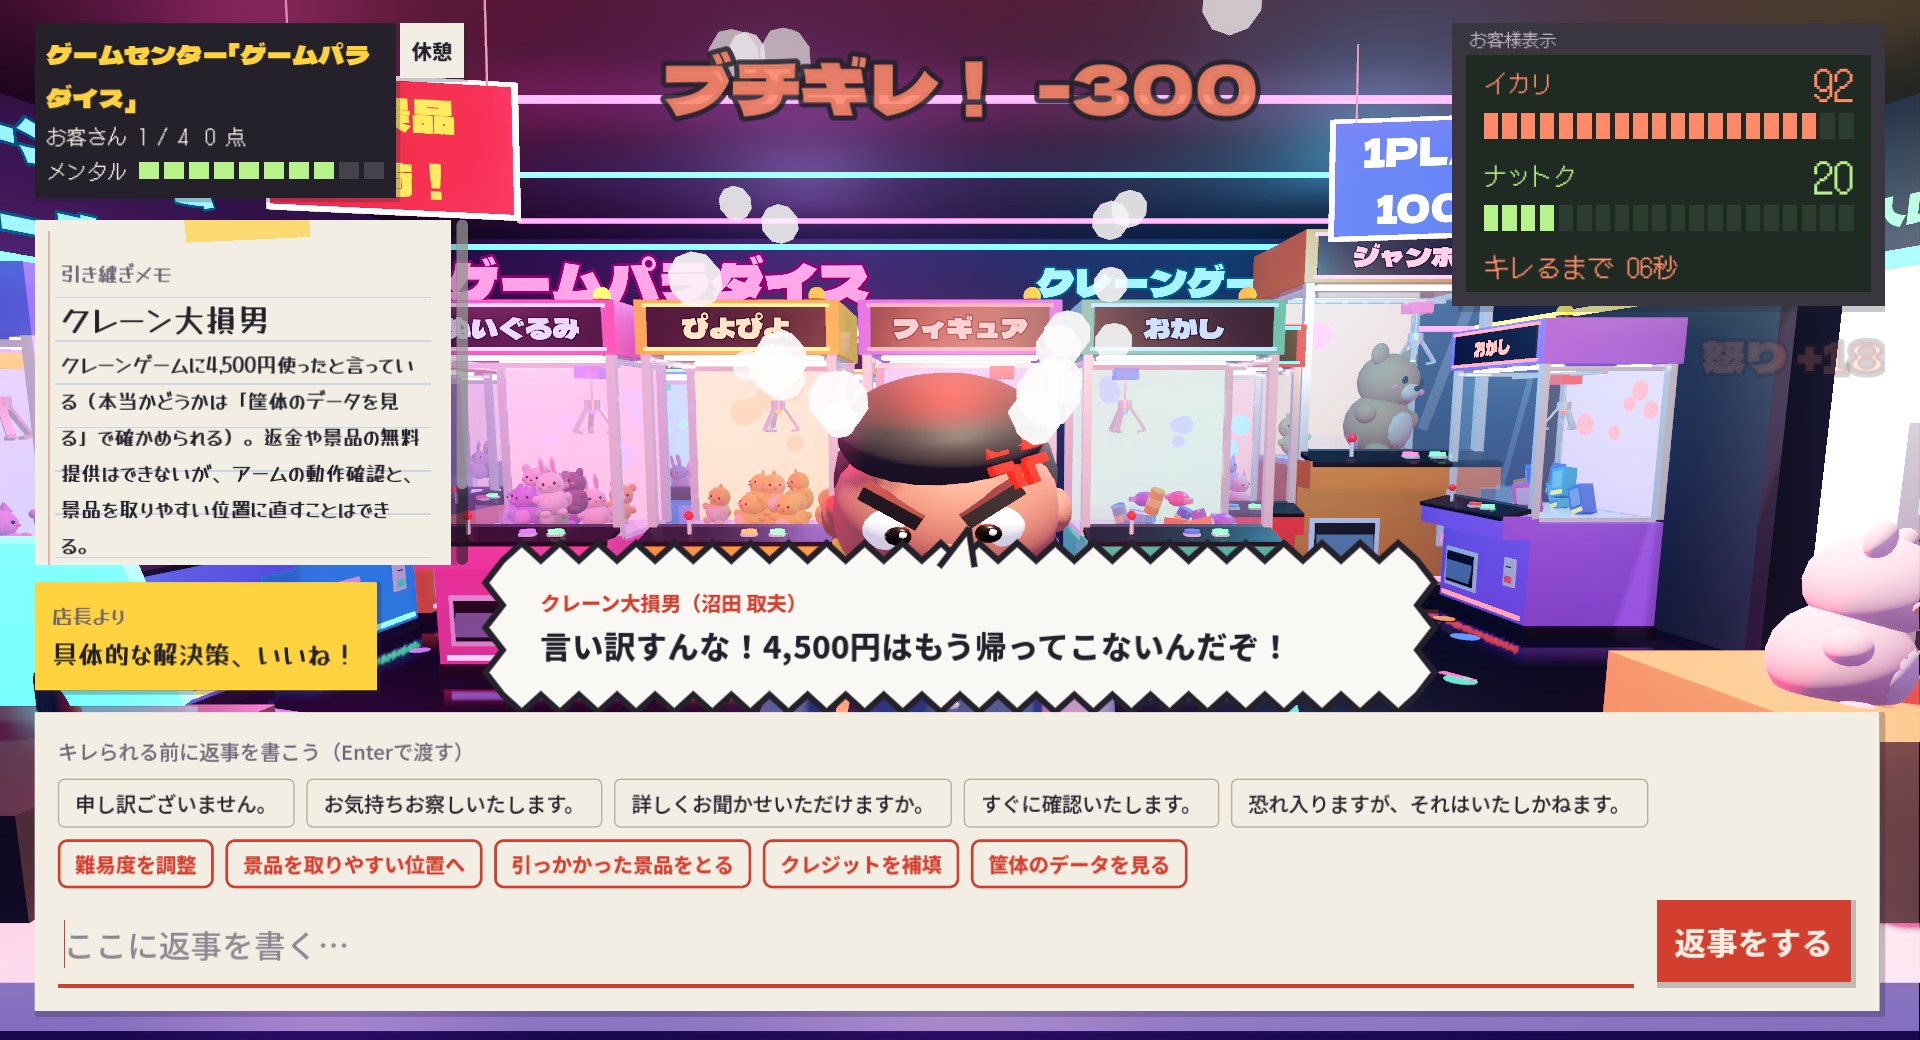 ゲームセンター「ゲームパラ
ダイス」
お客さん 1/4 0点
メンタル
休憩
ブチギレ！ -300
お客様表示
イカリ 92
ナットク 20
キレるまで 06秒
怒り+18
景品
！
1PL
100
ゲームパラダイス
クレーンゲー
ジャンボ
ぬいぐるみ
ぴよぴよ
フィギュア
おかし
おかし
引き継ぎメモ
クレーン大損男
クレーンゲームに4,500円使ったと言ってい
る（本当かどうかは「筐体のデータを見
る」で確かめられる）。返金や景品の無料
提供はできないが、アームの動作確認と、
景品を取りやすい位置に直すことはでき
る。
店長より
具体的な解決策、いいね！
クレーン大損男（沼田 取夫）
言い訳すんな！4,500円はもう帰ってこないんだぞ！
キレられる前に返事を書こう（Enterで渡す）
申し訳ございません。
お気持ちお察しいたします。
詳しくお聞かせいただけますか。
すぐに確認いたします。
恐れ入りますが、それはいたしかねます。
難易度を調整
景品を取りやすい位置へ
引っかかった景品をとる
クレジットを補填
筐体のデータを見る
ここに返事を書く…
返事をする